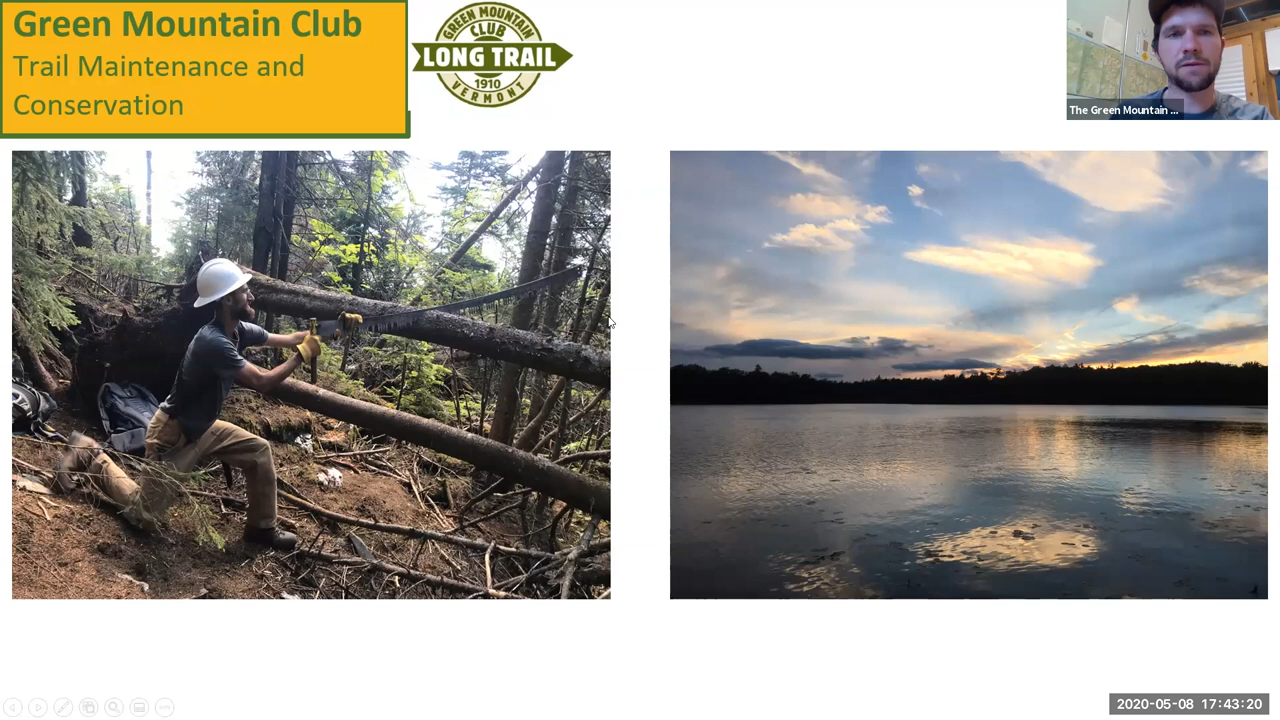 Green Mountain Club
Trail Maintenance and
Conservation
GREEN MOUNTAIN
CLUB
LONG TRAIL
1910
VERMONT
The Green Mountain ...
2020-05-08 17:43:20